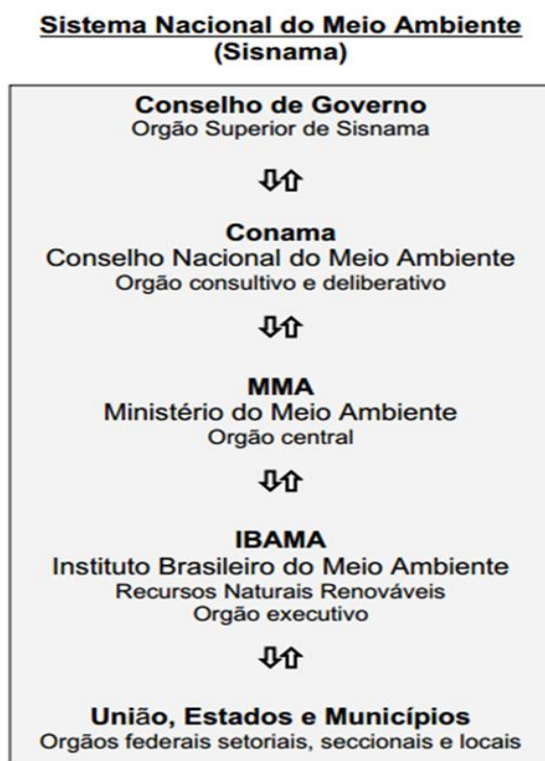 Sistema Nacional do Meio Ambiente
(Sisnama)
Conselho de Governo
Orgão Superior de Sisnama
⇩⇧
Conama
Conselho Nacional do Meio Ambiente
Orgão consultivo e deliberativo
⇩⇧
MMA
Ministério do Meio Ambiente
Orgão central
⇩⇧
IBAMA
Instituto Brasileiro do Meio Ambiente
Recursos Naturais Renováveis
Orgão executivo
⇩⇧
União, Estados e Municípios
Orgãos federais setoriais, seccionais e locais